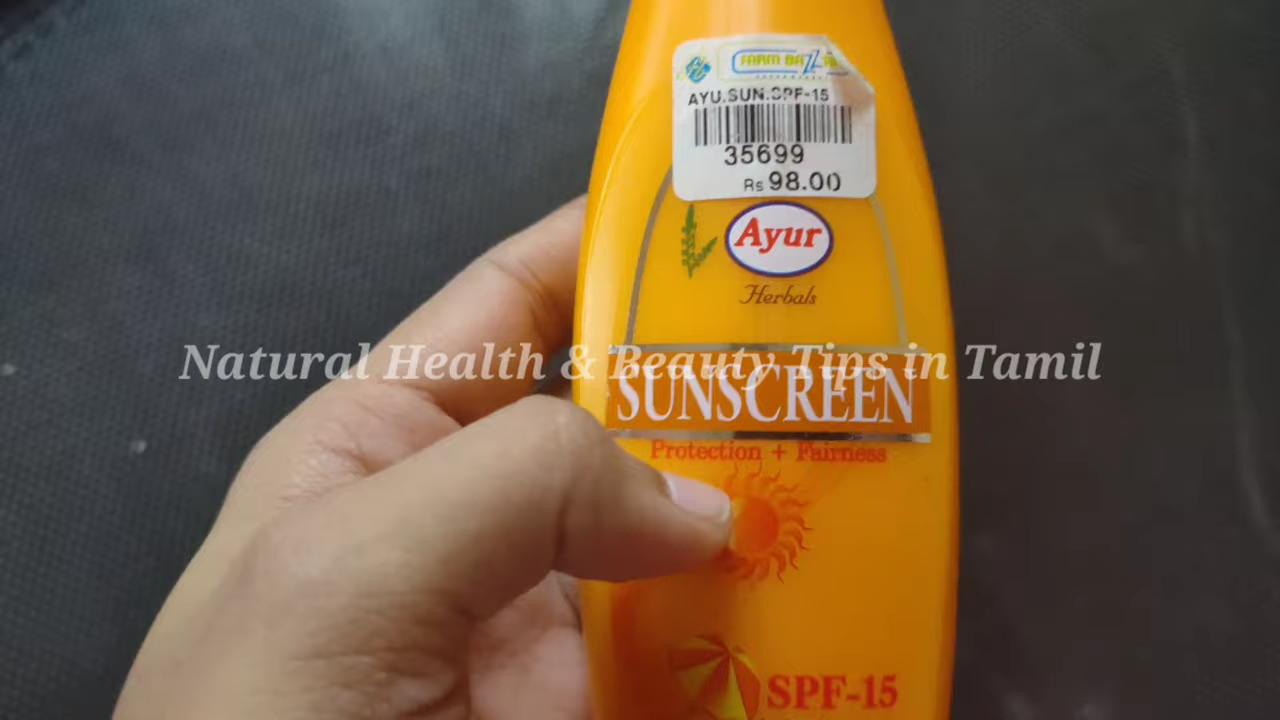 FARM BAZZAR
AYU.SUN.SPF-15
35699
Rs 98.00
Ayur
Herbals
Natural Health & Beauty Tips in Tamil
SUNSCREEN
Protection + Fairness
SPF-15